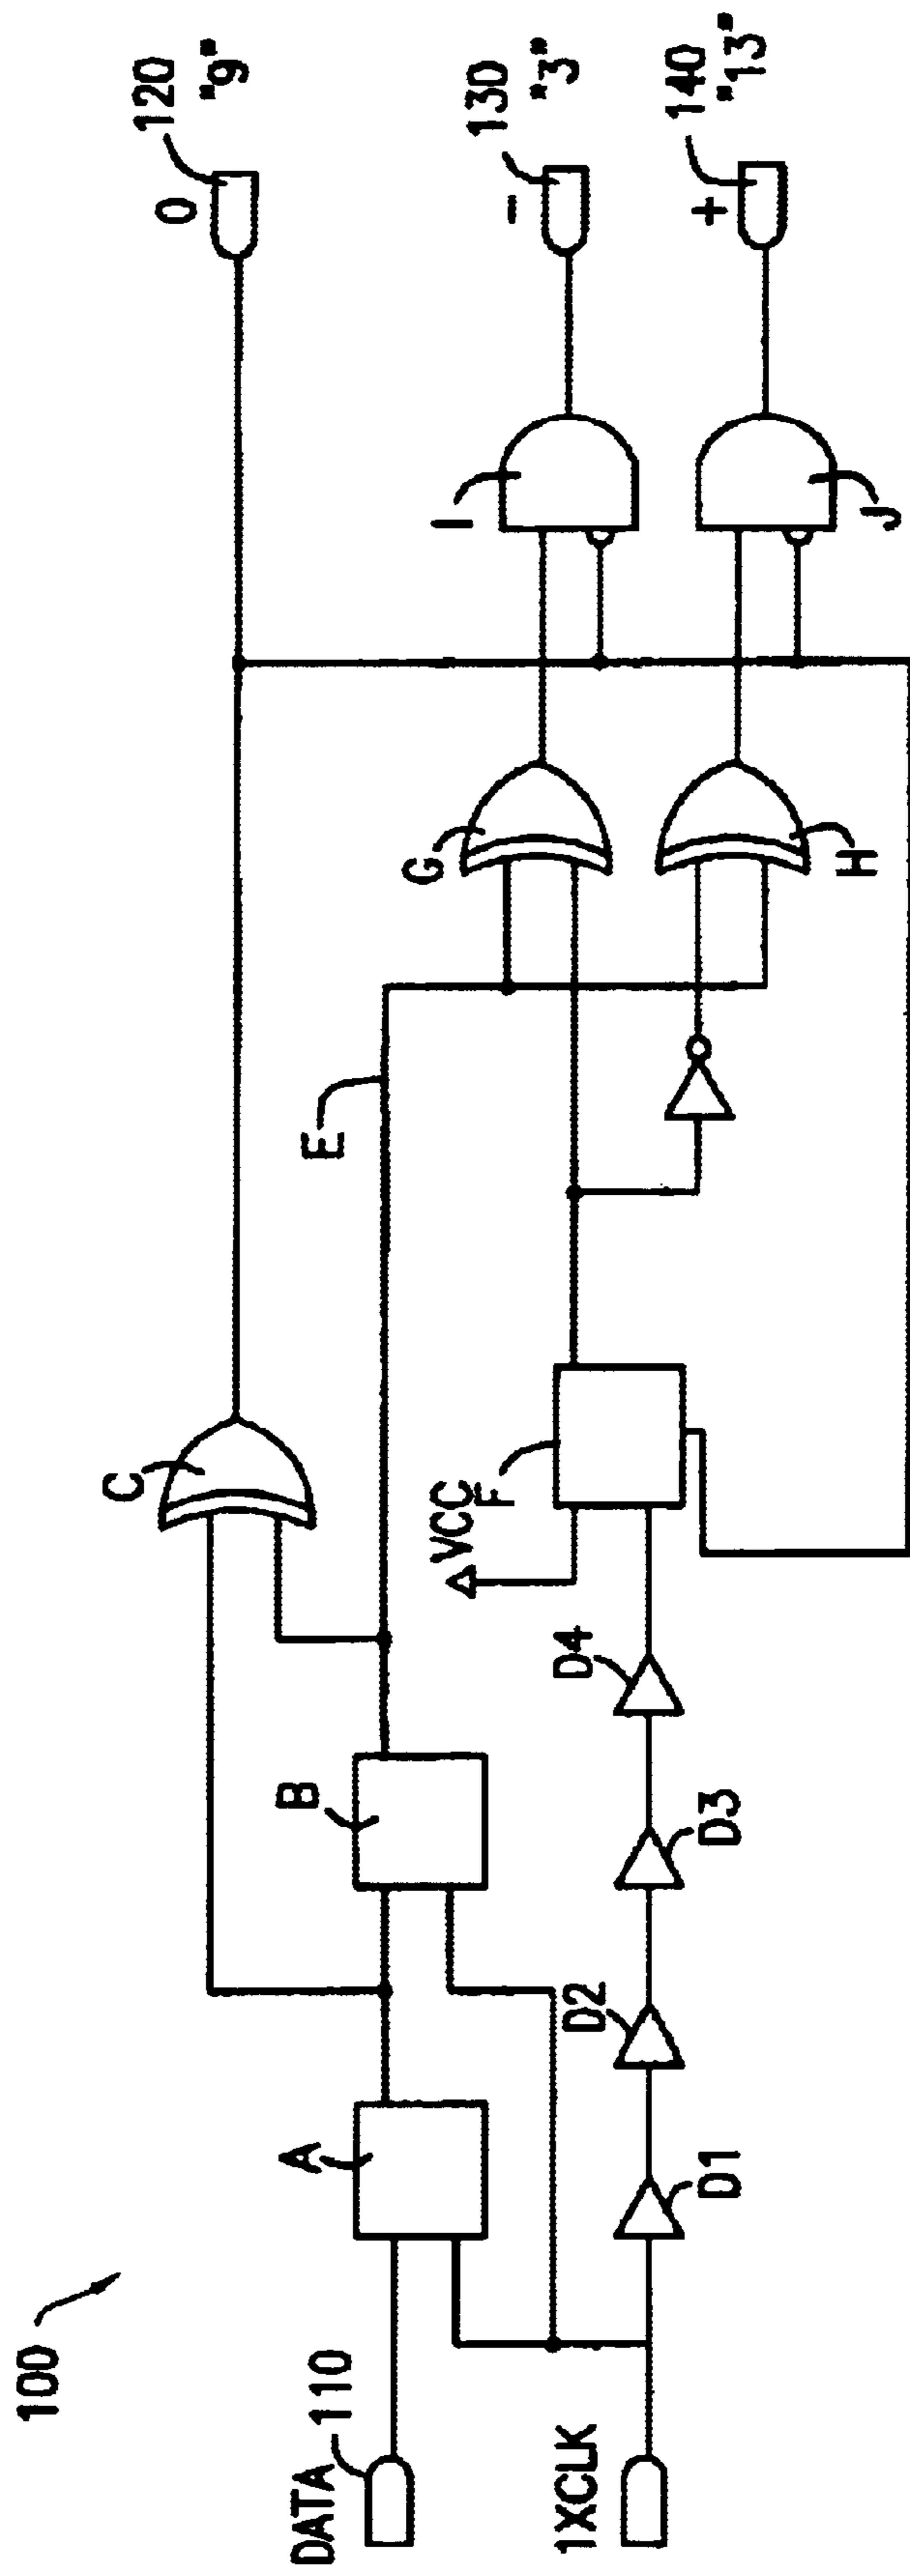 100
DATA
110
1XCLK
A
B
C
D1
D2
D3
D4
VCC
F
E
G
H
I
J
0
120
"9"
-
130
"3"
+
140
"13"